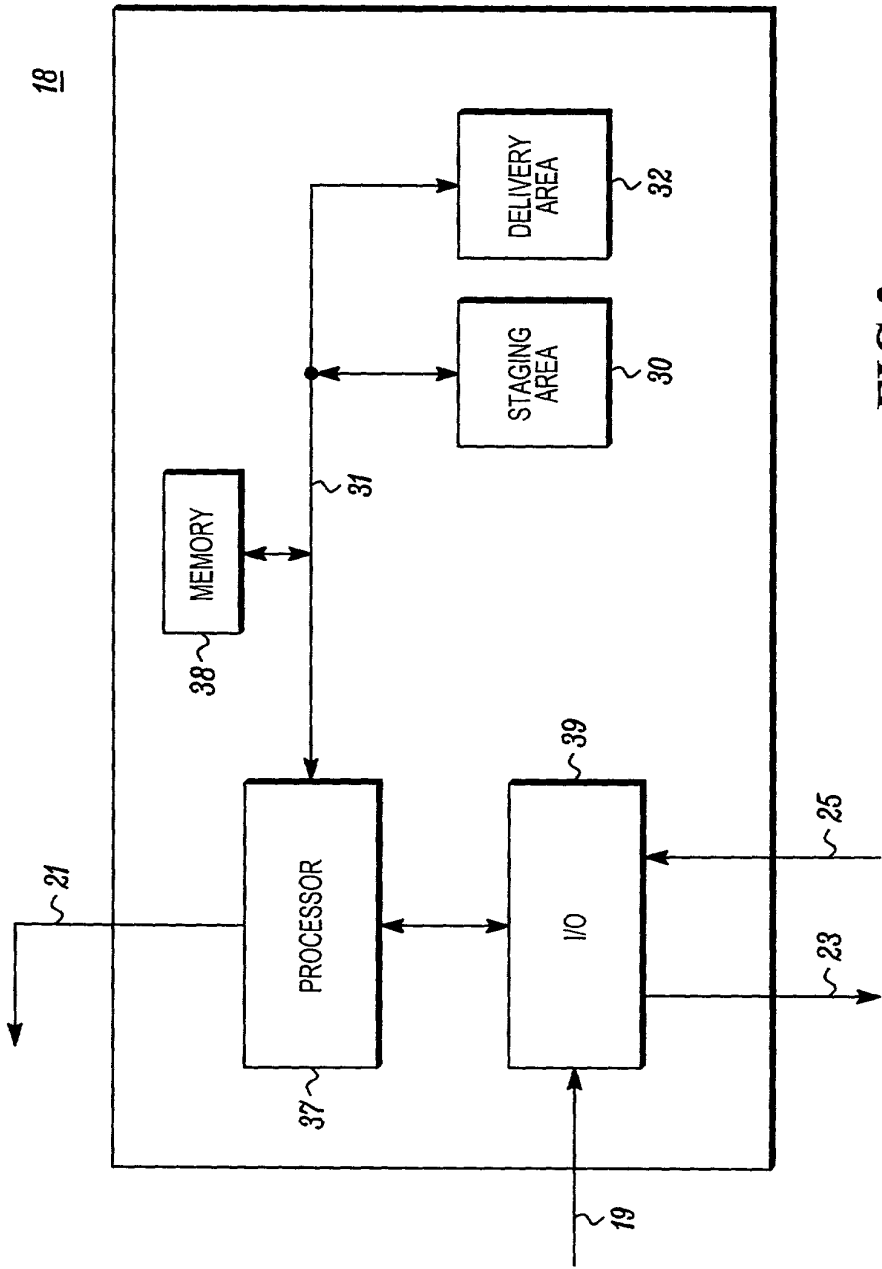 18
21
PROCESSOR
37
MEMORY
38
31
DELIVERY
AREA
32
STAGING
AREA
30
I/O
39
19
23
25